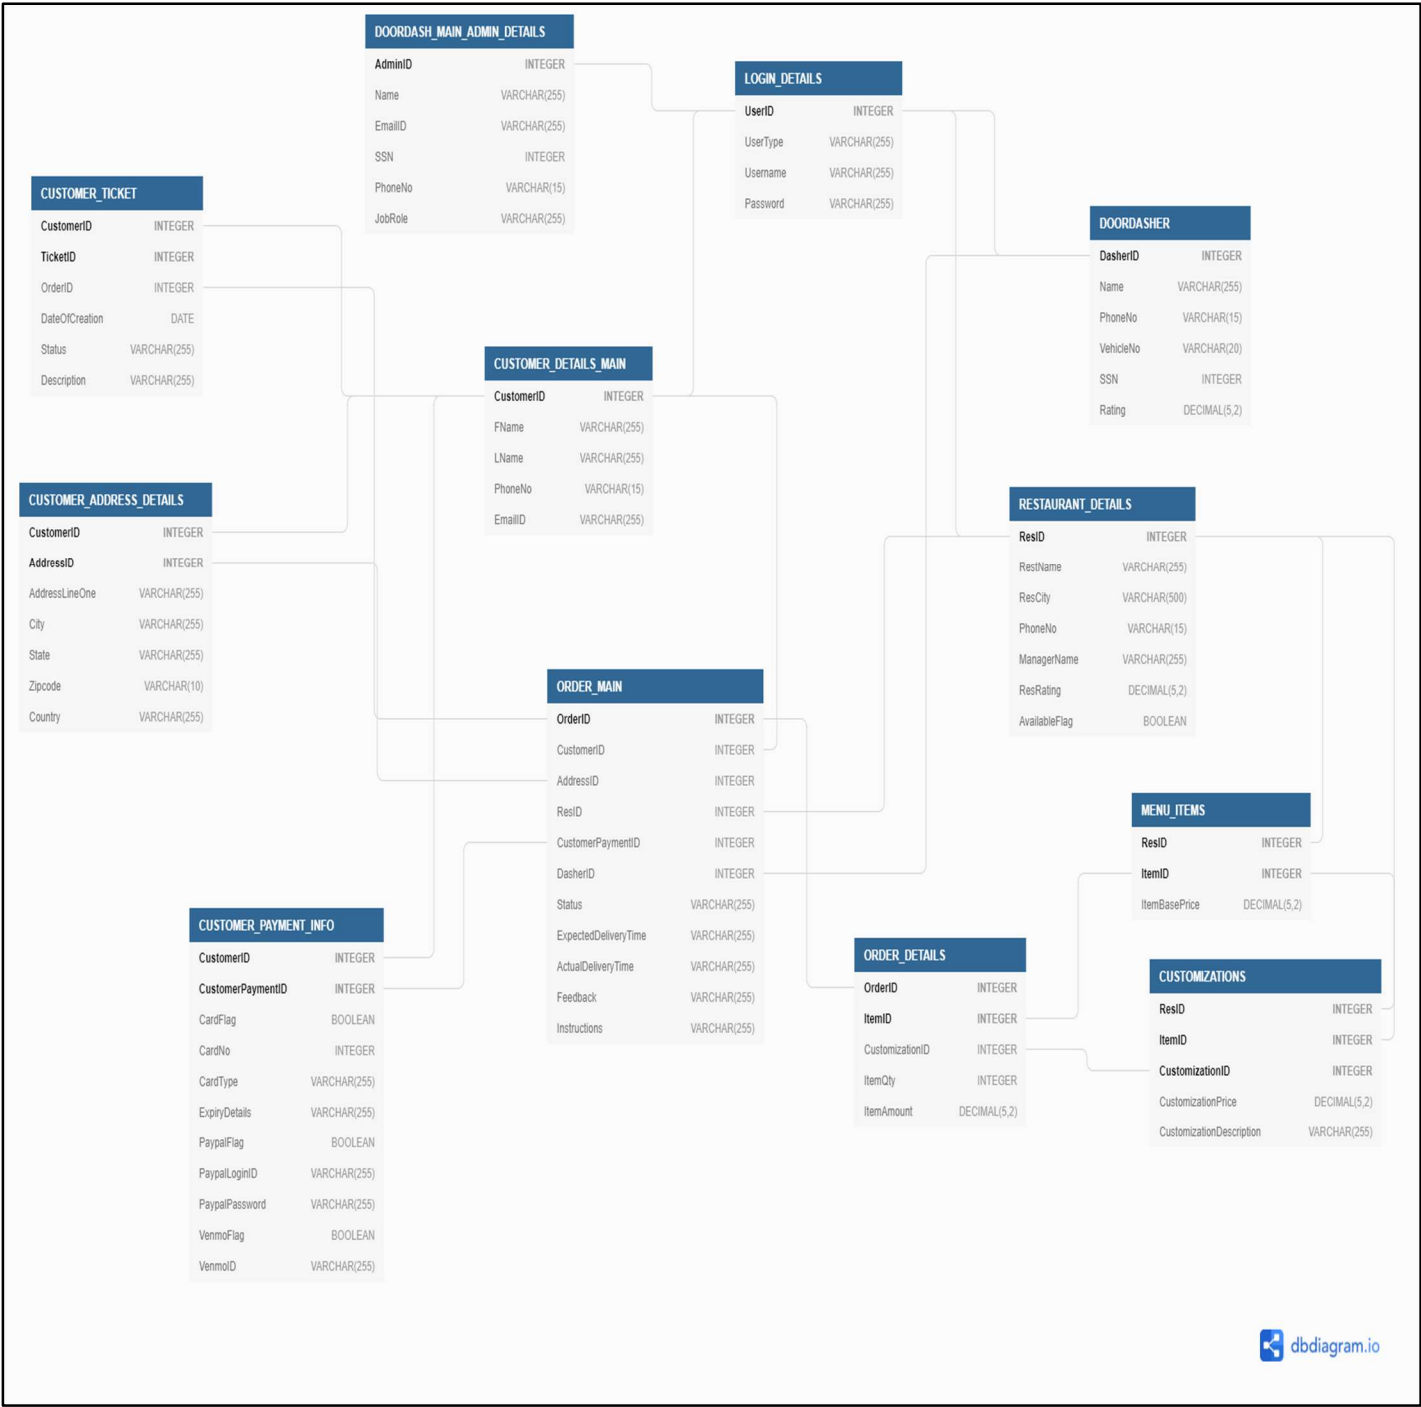 DOORDASH_MAIN_ADMIN_DETAILS
AdminID INTEGER
Name VARCHAR(255)
EmailID VARCHAR(255)
SSN INTEGER
PhoneNo VARCHAR(15)
JobRole VARCHAR(255)
LOGIN_DETAILS
UserID INTEGER
UserType VARCHAR(255)
Username VARCHAR(255)
Password VARCHAR(255)
CUSTOMER_TICKET
CustomerID INTEGER
TicketID INTEGER
OrderID INTEGER
DateOfCreation DATE
Status VARCHAR(255)
Description VARCHAR(255)
DOORDASHER
DasherID INTEGER
Name VARCHAR(255)
PhoneNo VARCHAR(15)
VehicleNo VARCHAR(20)
SSN INTEGER
Rating DECIMAL(5,2)
CUSTOMER_DETAILS_MAIN
CustomerID INTEGER
FName VARCHAR(255)
LName VARCHAR(255)
PhoneNo VARCHAR(15)
EmailID VARCHAR(255)
CUSTOMER_ADDRESS_DETAILS
CustomerID INTEGER
AddressID INTEGER
AddressLineOne VARCHAR(255)
City VARCHAR(255)
State VARCHAR(255)
Zipcode VARCHAR(10)
Country VARCHAR(255)
RESTAURANT_DETAILS
ResID INTEGER
RestName VARCHAR(255)
ResCity VARCHAR(500)
PhoneNo VARCHAR(15)
ManagerName VARCHAR(255)
ResRating DECIMAL(5,2)
AvailableFlag BOOLEAN
ORDER_MAIN
OrderID INTEGER
CustomerID INTEGER
AddressID INTEGER
ResID INTEGER
CustomerPaymentID INTEGER
DasherID INTEGER
Status VARCHAR(255)
ExpectedDeliveryTime VARCHAR(255)
ActualDeliveryTime VARCHAR(255)
Feedback VARCHAR(255)
Instructions VARCHAR(255)
MENU_ITEMS
ResID INTEGER
ItemID INTEGER
ItemBasePrice DECIMAL(5,2)
CUSTOMER_PAYMENT_INFO
CustomerID INTEGER
CustomerPaymentID INTEGER
CardFlag BOOLEAN
CardNo INTEGER
CardType VARCHAR(255)
ExpiryDetails VARCHAR(255)
PaypalFlag BOOLEAN
PaypalLoginID VARCHAR(255)
PaypalPassword VARCHAR(255)
VenmoFlag BOOLEAN
VenmoID VARCHAR(255)
ORDER_DETAILS
OrderID INTEGER
ItemID INTEGER
CustomizationID INTEGER
ItemQty INTEGER
ItemAmount DECIMAL(5,2)
CUSTOMIZATIONS
ResID INTEGER
ItemID INTEGER
CustomizationID INTEGER
CustomizationPrice DECIMAL(5,2)
CustomizationDescription VARCHAR(255)
dbdiagram.io